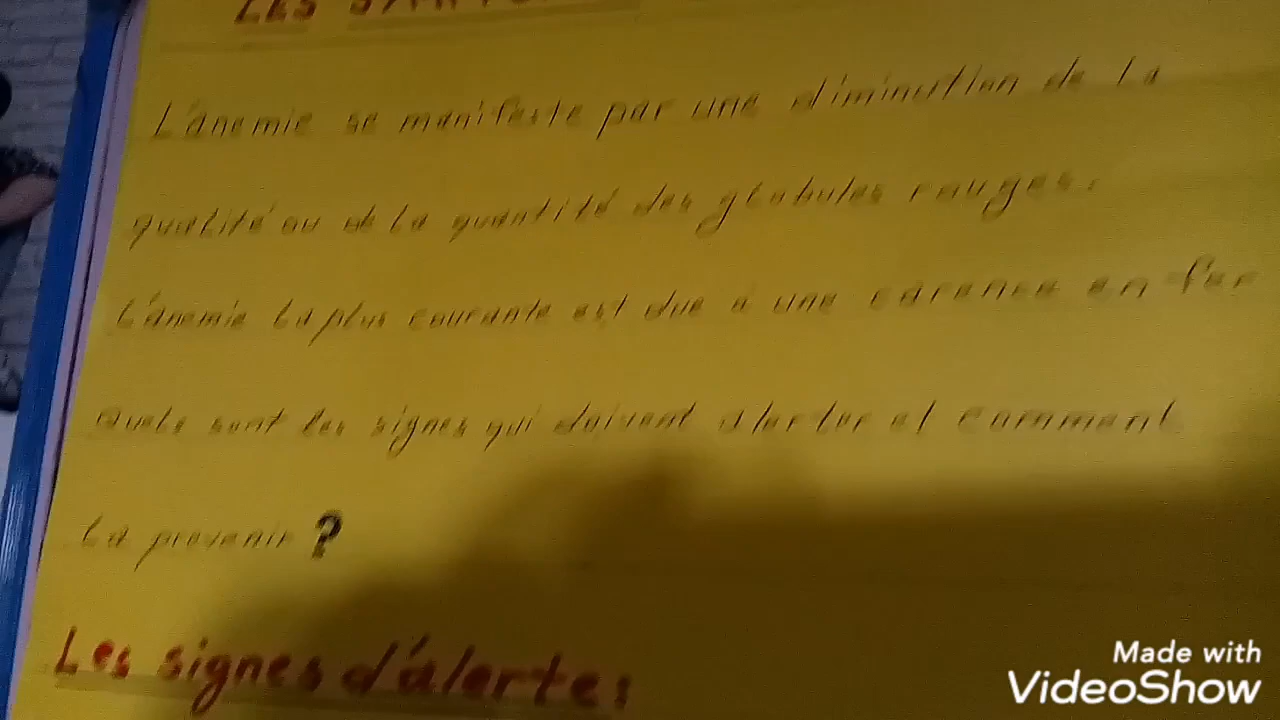 LES
L'anemie se manifeste par une diminution de la
qualité ou de la quantité des globules rouges.
L'anemie la plus courante est due à une carence en fer
Quels sont les signes qui doivent alerter et comment
la prevenir ?
Les signes d'alerte:
Made with
VideoShow